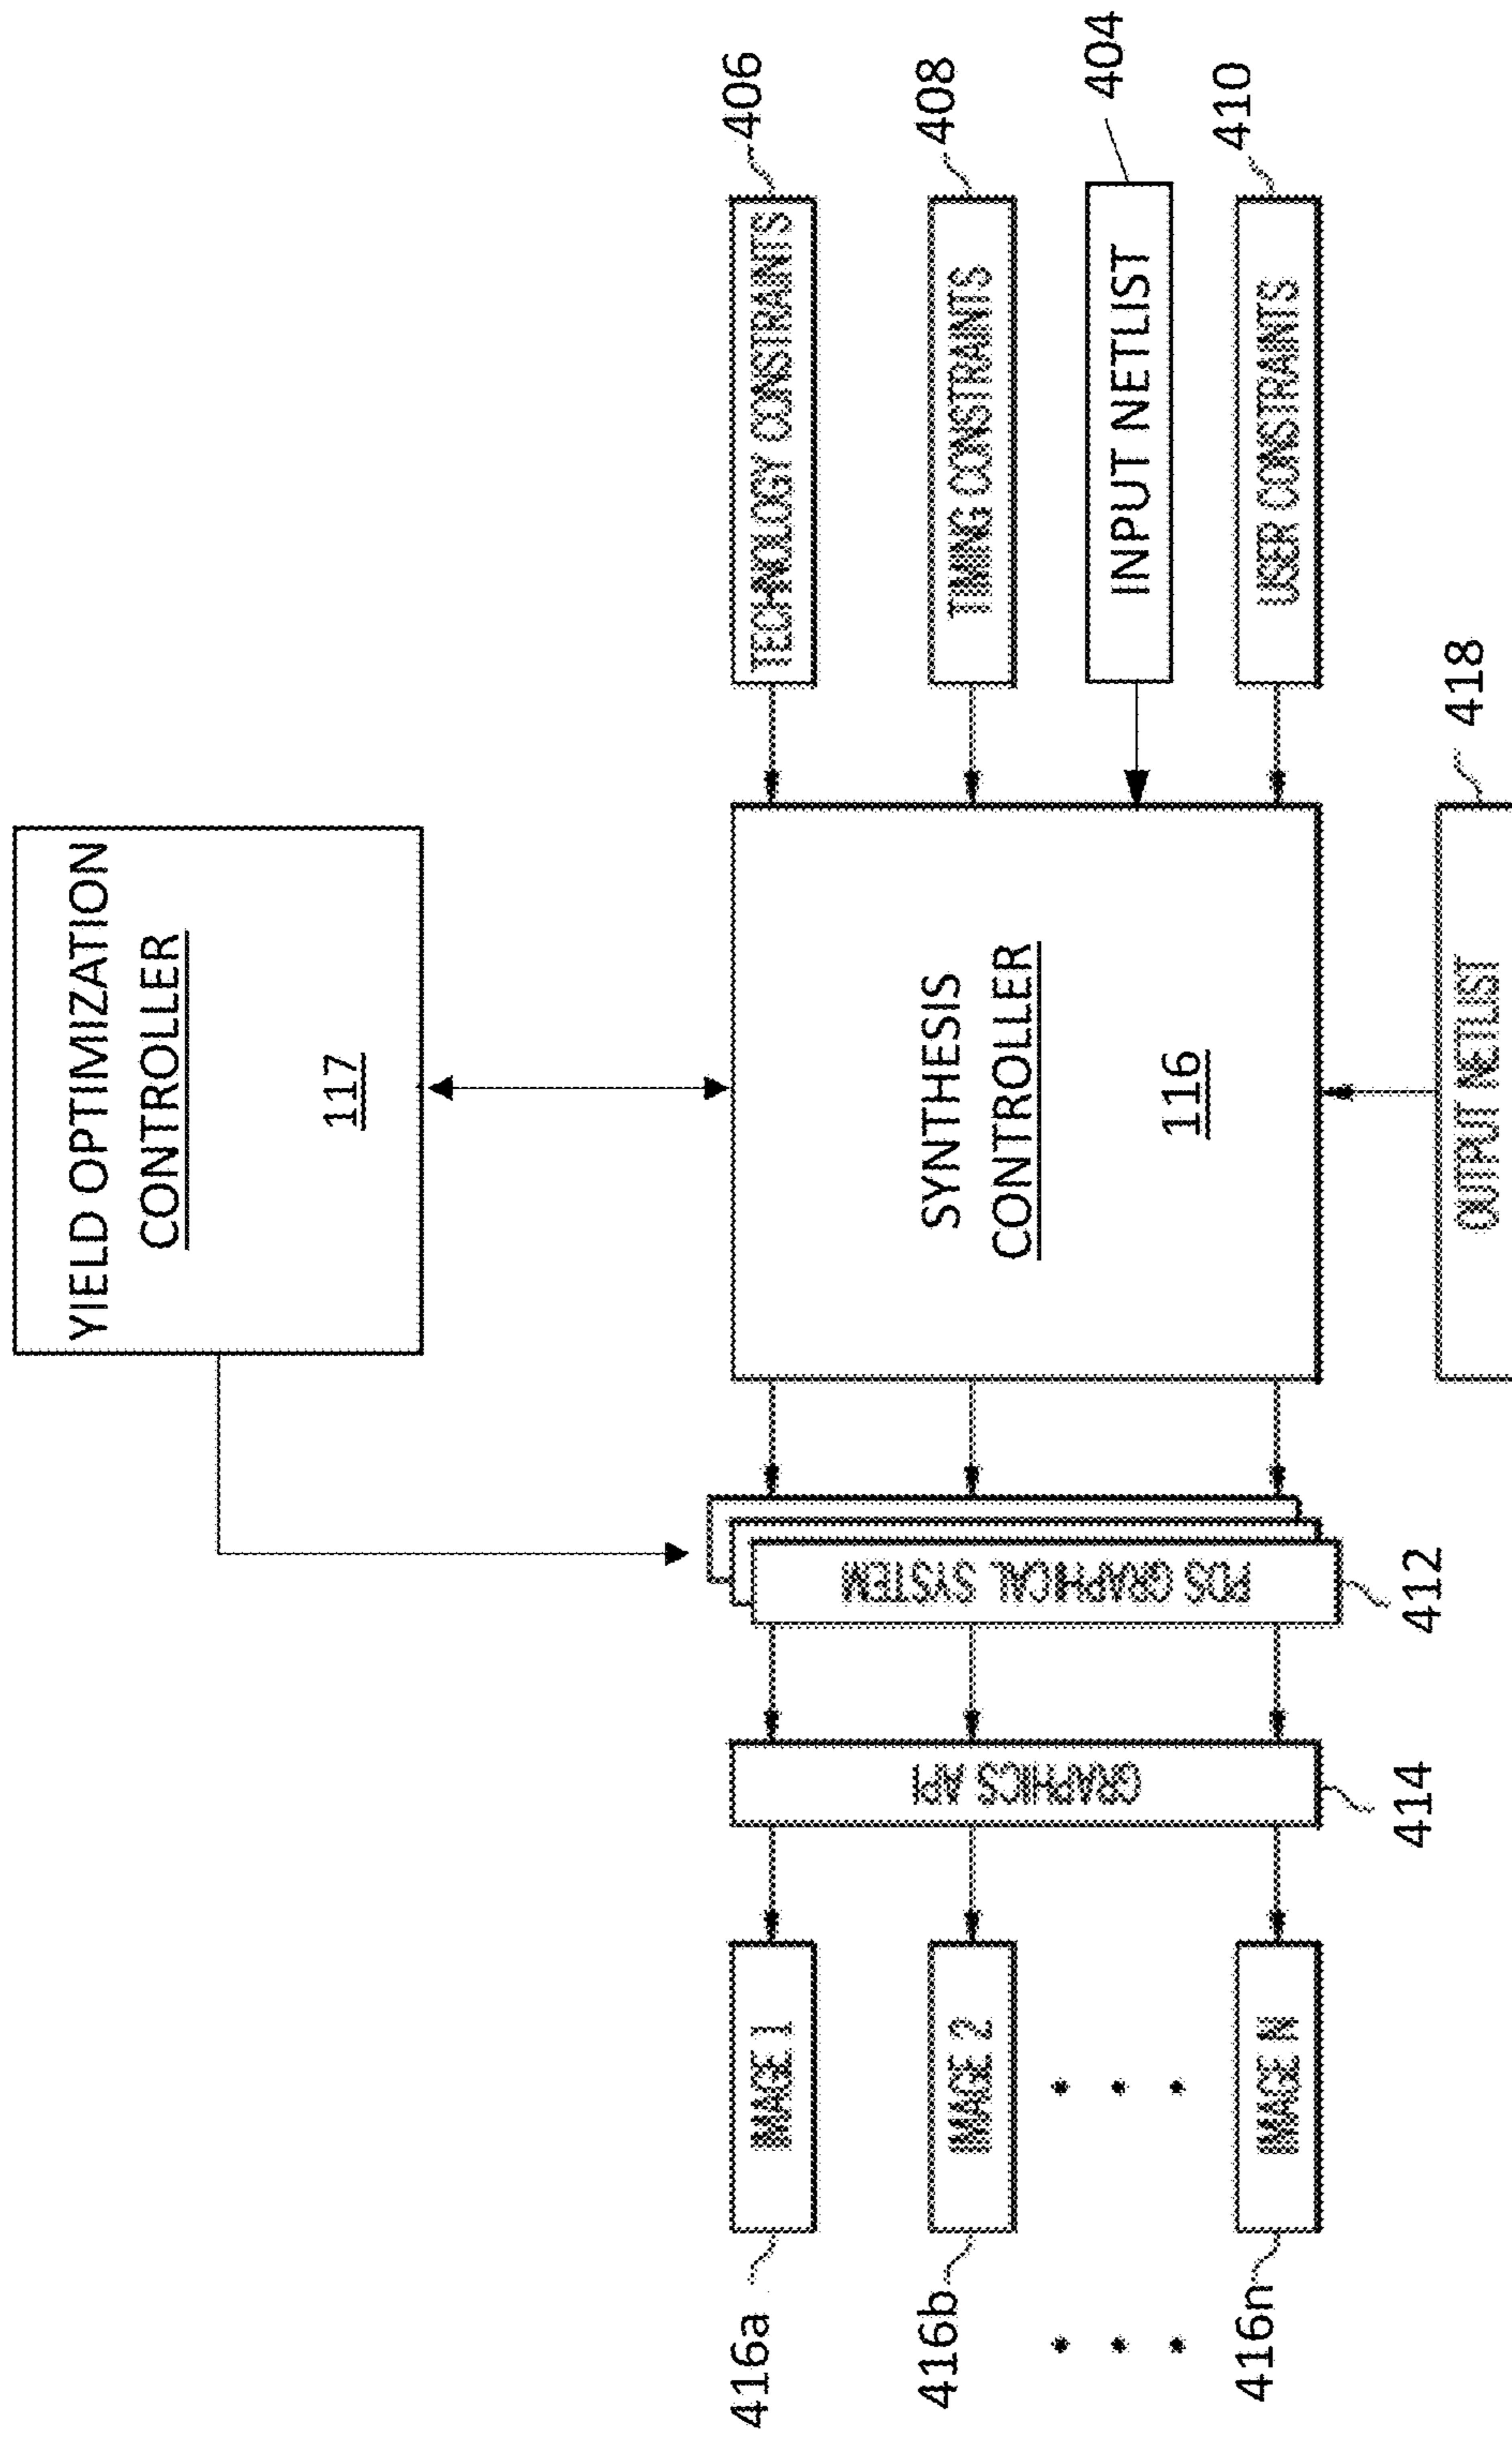 YIELD OPTIMIZATION
CONTROLLER
117
416a
IMAGE 1
GRAPHICS API
PDS GRAPHICAL SYSTEM
SYNTHESIS
CONTROLLER
116
TECHNOLOGY CONSTRAINTS
406
416b
IMAGE 2
TIMING CONSTRAINTS
408
INPUT NETLIST
404
416n
IMAGE N
USER CONSTRAINTS
410
414
412
OUTPUT NETLIST
418